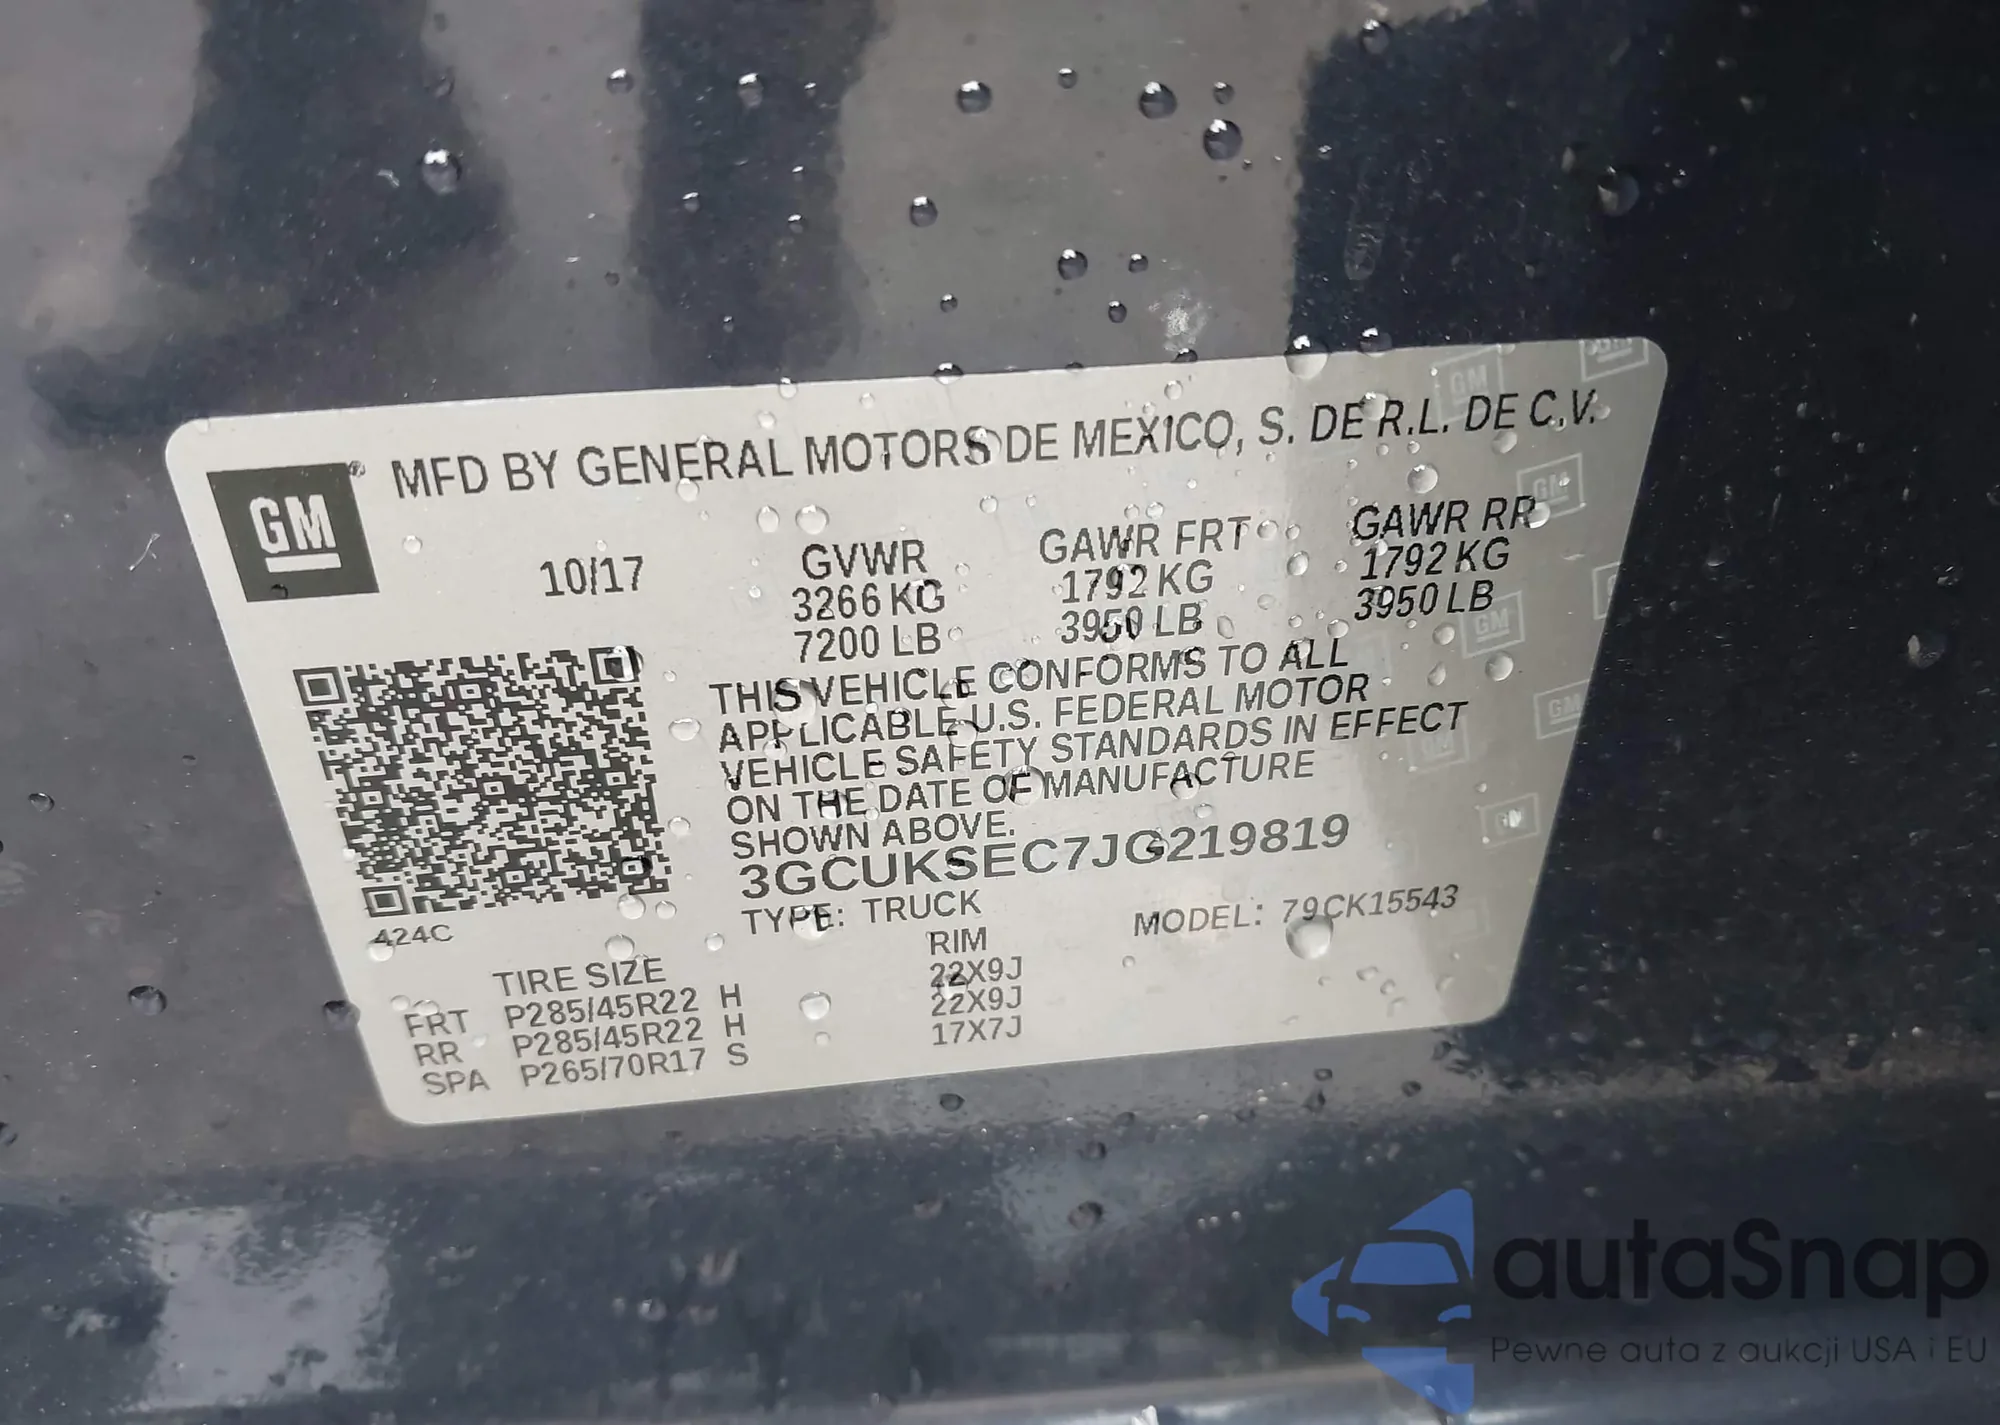 MFD BY GENERAL MOTORS DE MEXICO, S. DE R.L. DE C.V.
GM®
10/17
GVWR GAWR FRT GAWR RR
3266 KG 1792 KG 1792 KG
7200 LB 3950 LB 3950 LB
THIS VEHICLE CONFORMS TO ALL
APPLICABLE U.S. FEDERAL MOTOR
VEHICLE SAFETY STANDARDS IN EFFECT
ON THE DATE OF MANUFACTURE
SHOWN ABOVE.
3GCUKSEC7JG219819
TYPE: TRUCK MODEL: 79CK15543
424C
TIRE SIZE RIM
FRT P285/45R22 H 22X9J
RR P285/45R22 H 22X9J
SPA P265/70R17 S 17X7J
autaSnap
Pewne auta z aukcji USA i EU